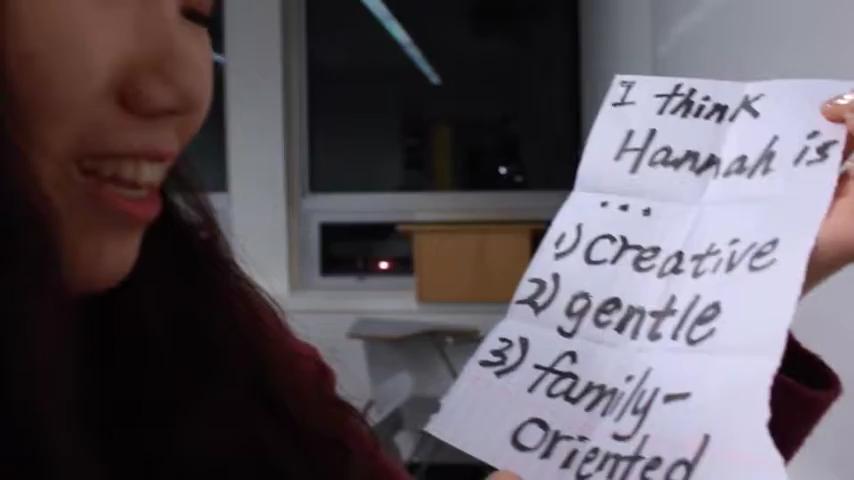 I think
Hannah is
...
1) creative
2) gentle
3) family-
oriented